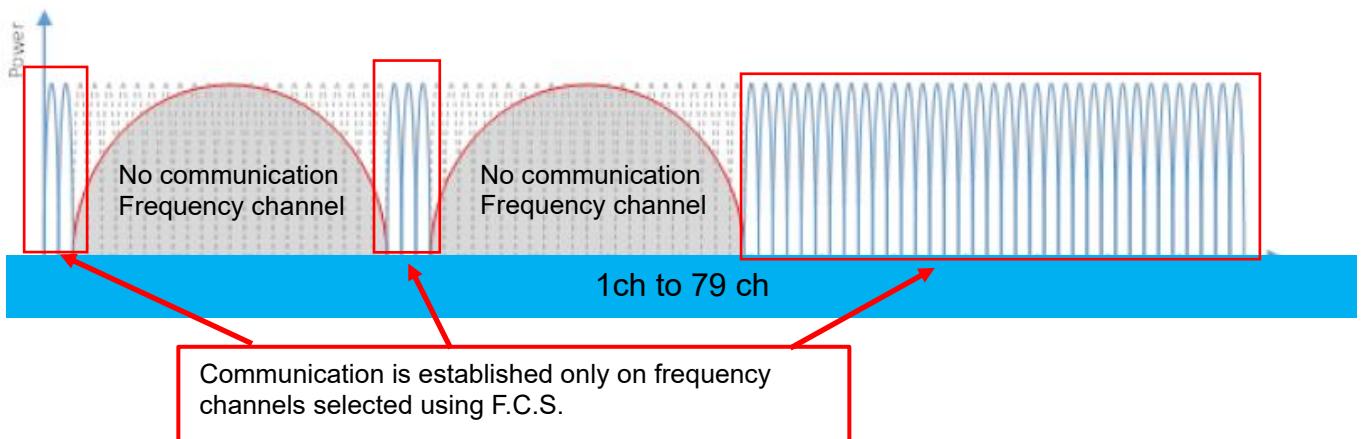 Power
No communication
Frequency channel
No communication
Frequency channel
1ch to 79 ch
Communication is established only on frequency
channels selected using F.C.S.